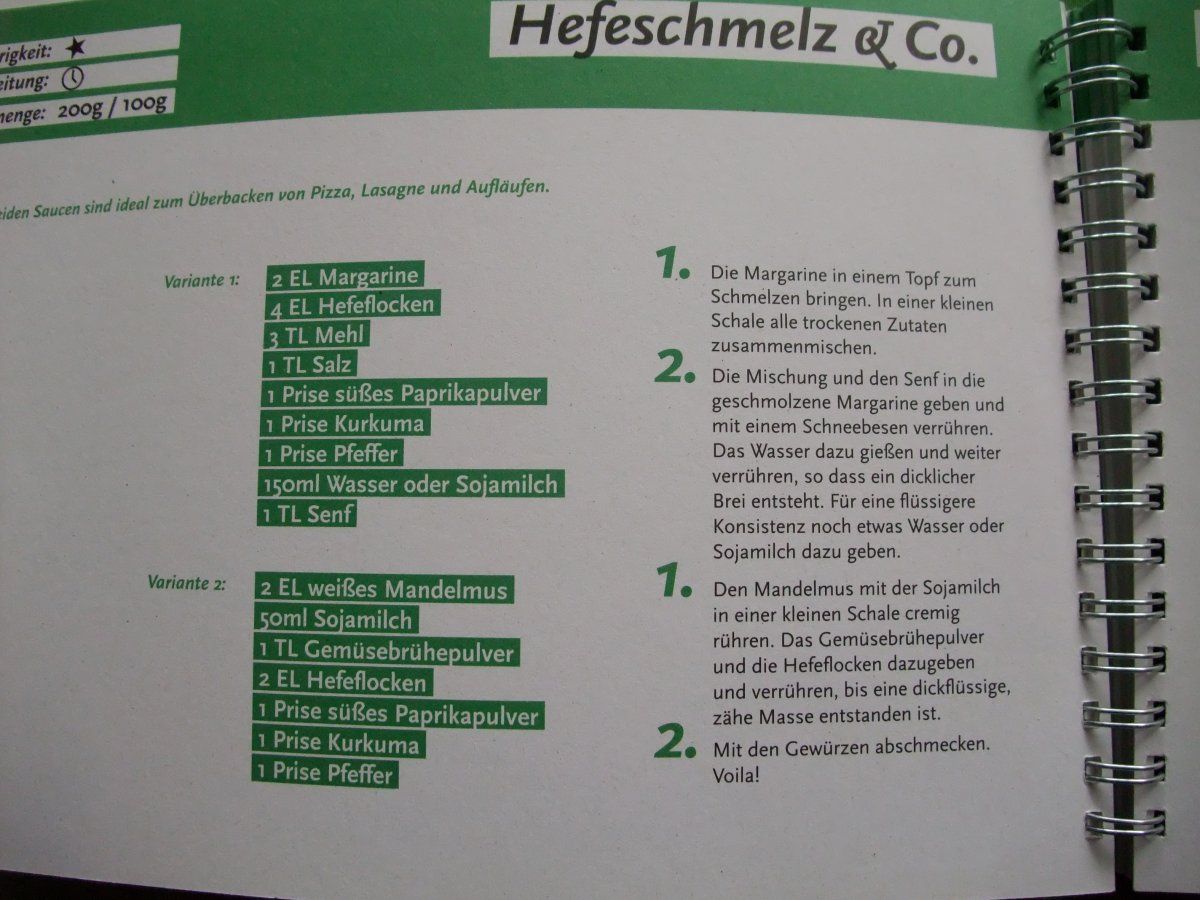 Hefeschmelz & Co.
200g / 100g
Saucen sind ideal zum Überbacken von Pizza, Lasagne und Aufläufen.
Variante 1:
2 EL Margarine
4 EL Hefeflocken
3 TL Mehl
1 TL Salz
1 Prise süßes Paprikapulver
1 Prise Kurkuma
1 Prise Pfeffer
150ml Wasser oder Sojamilch
1 TL Senf
1. Die Margarine in einem Topf zum
Schmelzen bringen. In einer kleinen
Schale alle trockenen Zutaten
zusammenmischen.
2. Die Mischung und den Senf in die
geschmolzene Margarine geben und
mit einem Schneebesen verrühren.
Das Wasser dazu gießen und weiter
verrühren, so dass ein dicklicher
Brei entsteht. Für eine flüssigere
Konsistenz noch etwas Wasser oder
Sojamilch dazu geben.
Variante 2:
2 EL weißes Mandelmus
50ml Sojamilch
1 TL Gemüsebrühepulver
2 EL Hefeflocken
1 Prise süßes Paprikapulver
1 Prise Kurkuma
1 Prise Pfeffer
1. Den Mandelmus mit der Sojamilch
in einer kleinen Schale cremig
rühren. Das Gemüsebrühepulver
und die Hefeflocken dazugeben
und verrühren, bis eine dickflüssige,
zähe Masse entstanden ist.
2. Mit den Gewürzen abschmecken.
Voila!